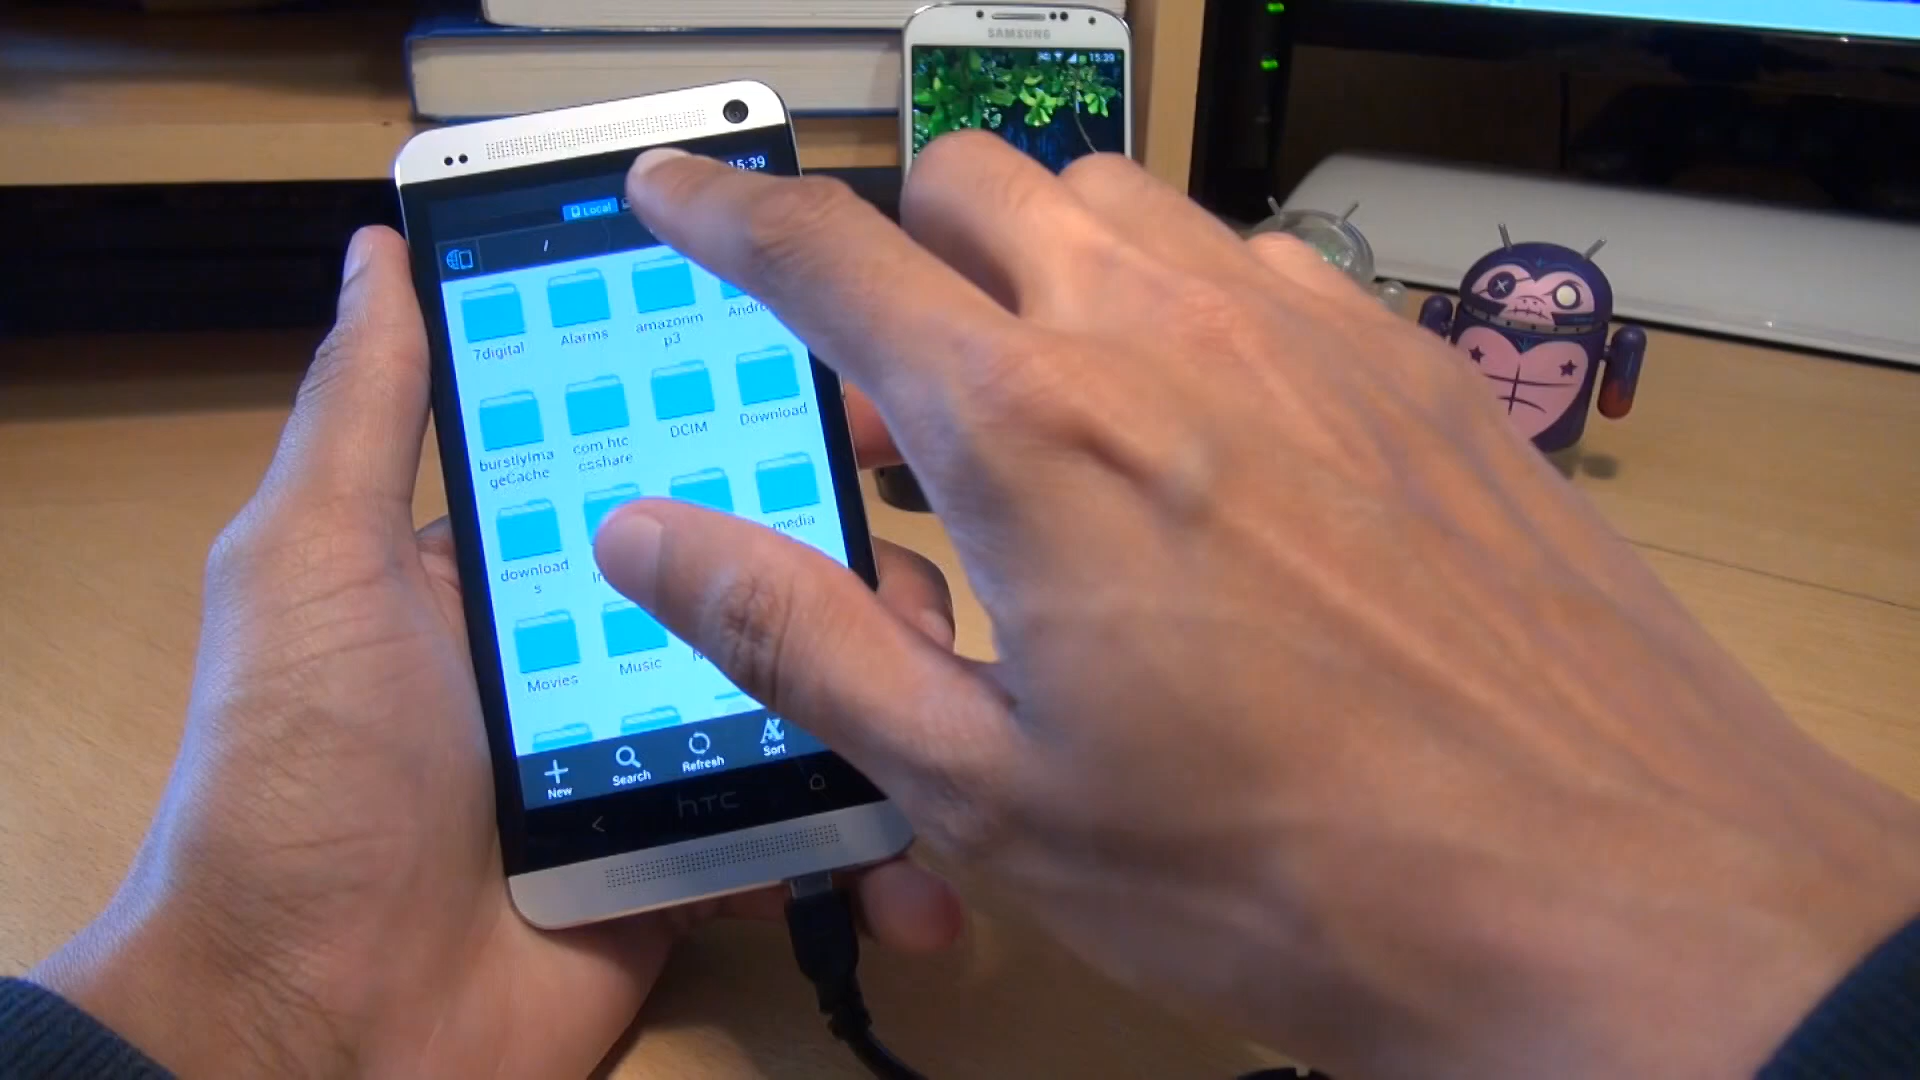 SAMSUNG
15:39
15:39
Local
/
7digital
Alarms
amazonm
p3
Andro
burstlyIma
geCache
com.htc
csshare
DCIM
Download
download
s
media
Movies
Music
New
Search
Refresh
Sort
hTC